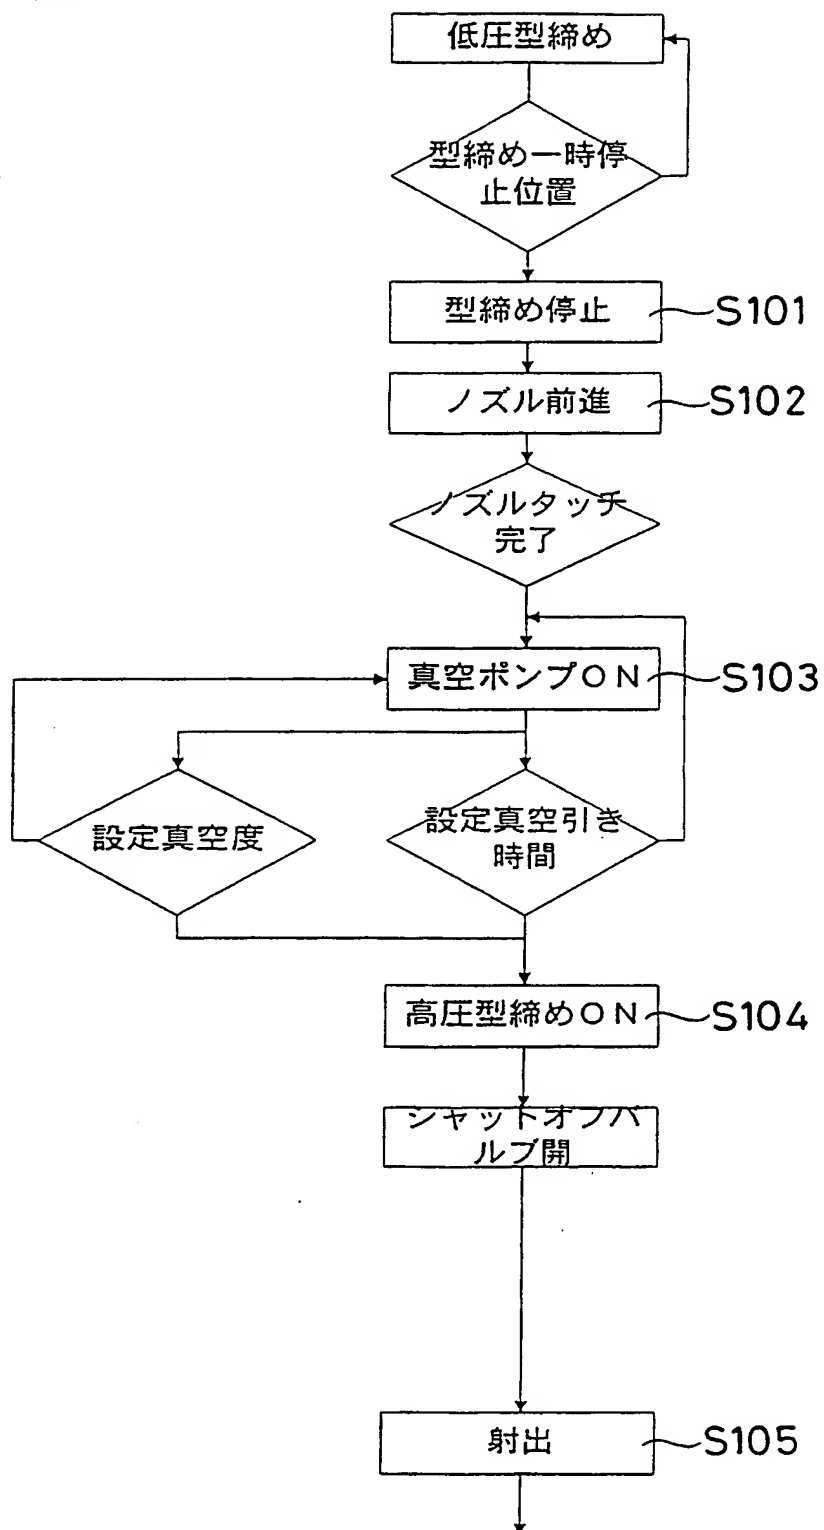 低圧型締め
型締め一時停
止位置
型締め停止 S101
ノズル前進 S102
ノズルタッチ
完了
真空ポンプON S103
設定真空度
設定真空引き
時間
高圧型締めON S104
シャットオフバ
ルブ開
射出 S105